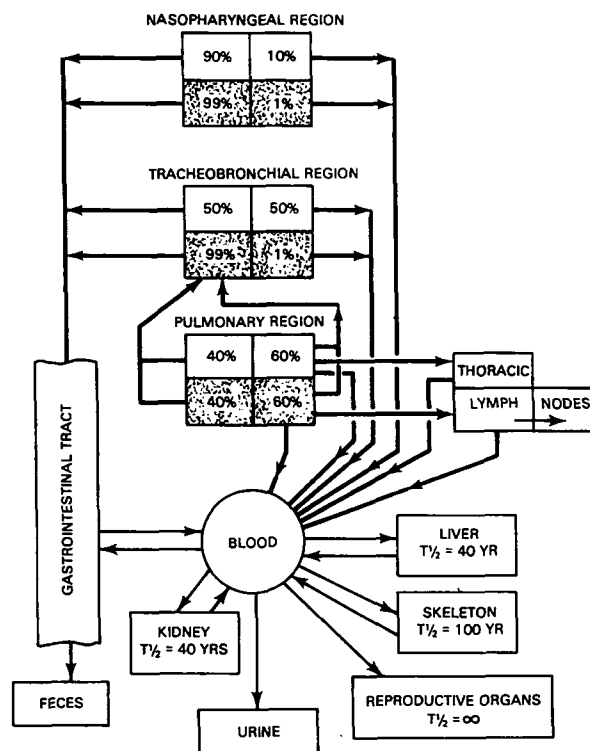 NASOPHARYNGEAL REGION
90% 10%
99% 1%
TRACHEOBRONCHIAL REGION
50% 50%
99% 1%
PULMONARY REGION
40% 60%
40% 60%
THORACIC
LYMPH NODES
GASTROINTESTINAL TRACT
BLOOD
LIVER
T½ = 40 YR
SKELETON
T½ = 100 YR
KIDNEY
T½ = 40 YRS
REPRODUCTIVE ORGANS
T½ = ∞
FECES
URINE